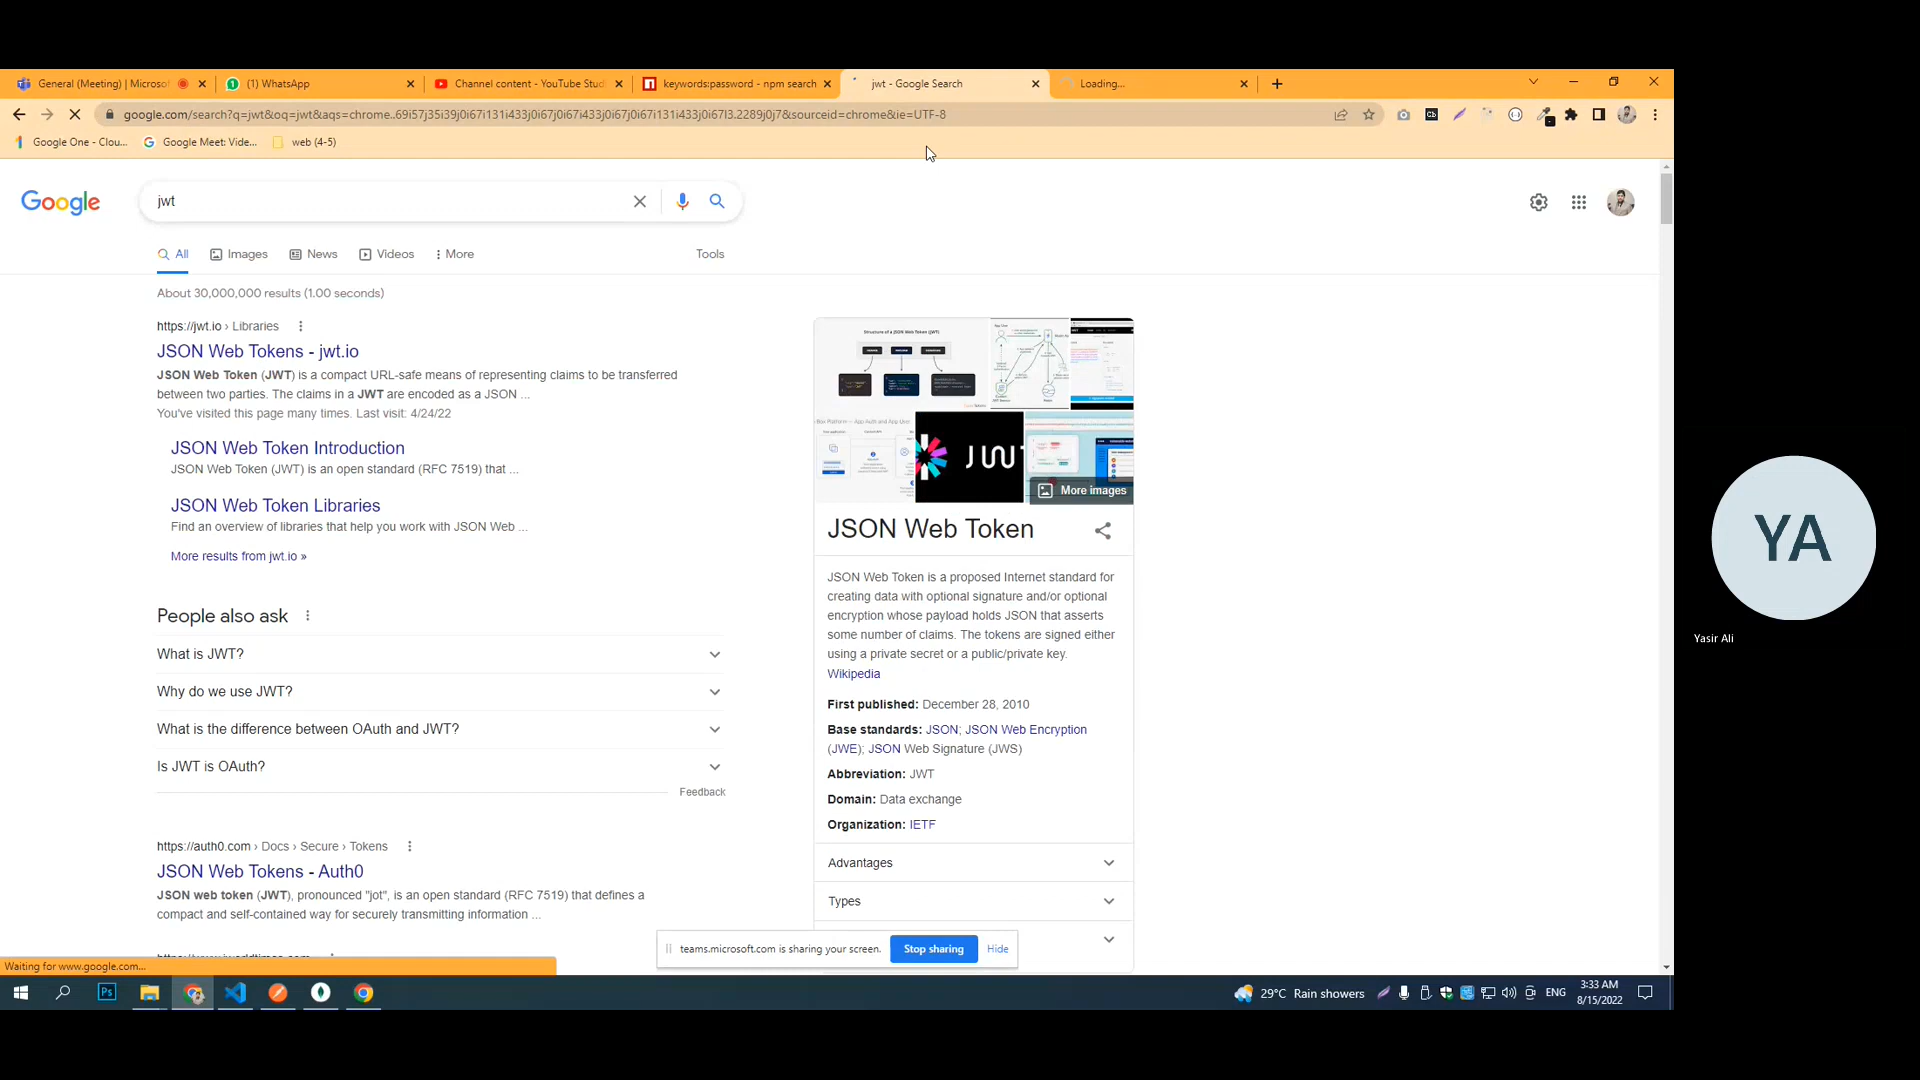 General (Meeting) | Microso
(1) WhatsApp
Channel content - YouTube Stud
keywords:password - npm search
jwt - Google Search
Loading...
google.com/search?q=jwt&oq=jwt&aqs=chrome..69i57j35i39j0i67i131i433j0i67j0i67i433j0i67j0i67i131i433j0i67l3.2289j0j7&sourceid=chrome&ie=UTF-8
Google One - Clou...
Google Meet: Vide...
web (4-5)
Google
jwt
All
Images
News
Videos
More
Tools
About 30,000,000 results (1.00 seconds)
https://jwt.io › Libraries
JSON Web Tokens - jwt.io
JSON Web Token (JWT) is a compact URL-safe means of representing claims to be transferred
between two parties. The claims in a JWT are encoded as a JSON ...
You've visited this page many times. Last visit: 4/24/22
JSON Web Token Introduction
JSON Web Token (JWT) is an open standard (RFC 7519) that ...
JSON Web Token Libraries
Find an overview of libraries that help you work with JSON Web ...
More results from jwt.io »
People also ask
What is JWT?
Why do we use JWT?
What is the difference between OAuth and JWT?
Is JWT is OAuth?
Feedback
https://auth0.com › Docs › Secure › Tokens
JSON Web Tokens - Auth0
JSON web token (JWT), pronounced "jot", is an open standard (RFC 7519) that defines a
compact and self-contained way for securely transmitting information ...
Structure of a JSON Web Token (JWT)
JWT
More images
JSON Web Token
JSON Web Token is a proposed Internet standard for
creating data with optional signature and/or optional
encryption whose payload holds JSON that asserts
some number of claims. The tokens are signed either
using a private secret or a public/private key.
Wikipedia
First published: December 28, 2010
Base standards: JSON; JSON Web Encryption
(JWE); JSON Web Signature (JWS)
Abbreviation: JWT
Domain: Data exchange
Organization: IETF
Advantages
Types
teams.microsoft.com is sharing your screen.
Stop sharing
Hide
Waiting for www.google.com...
Ps
29°C Rain showers
ENG
3:33 AM
8/15/2022
YA
Yasir Ali